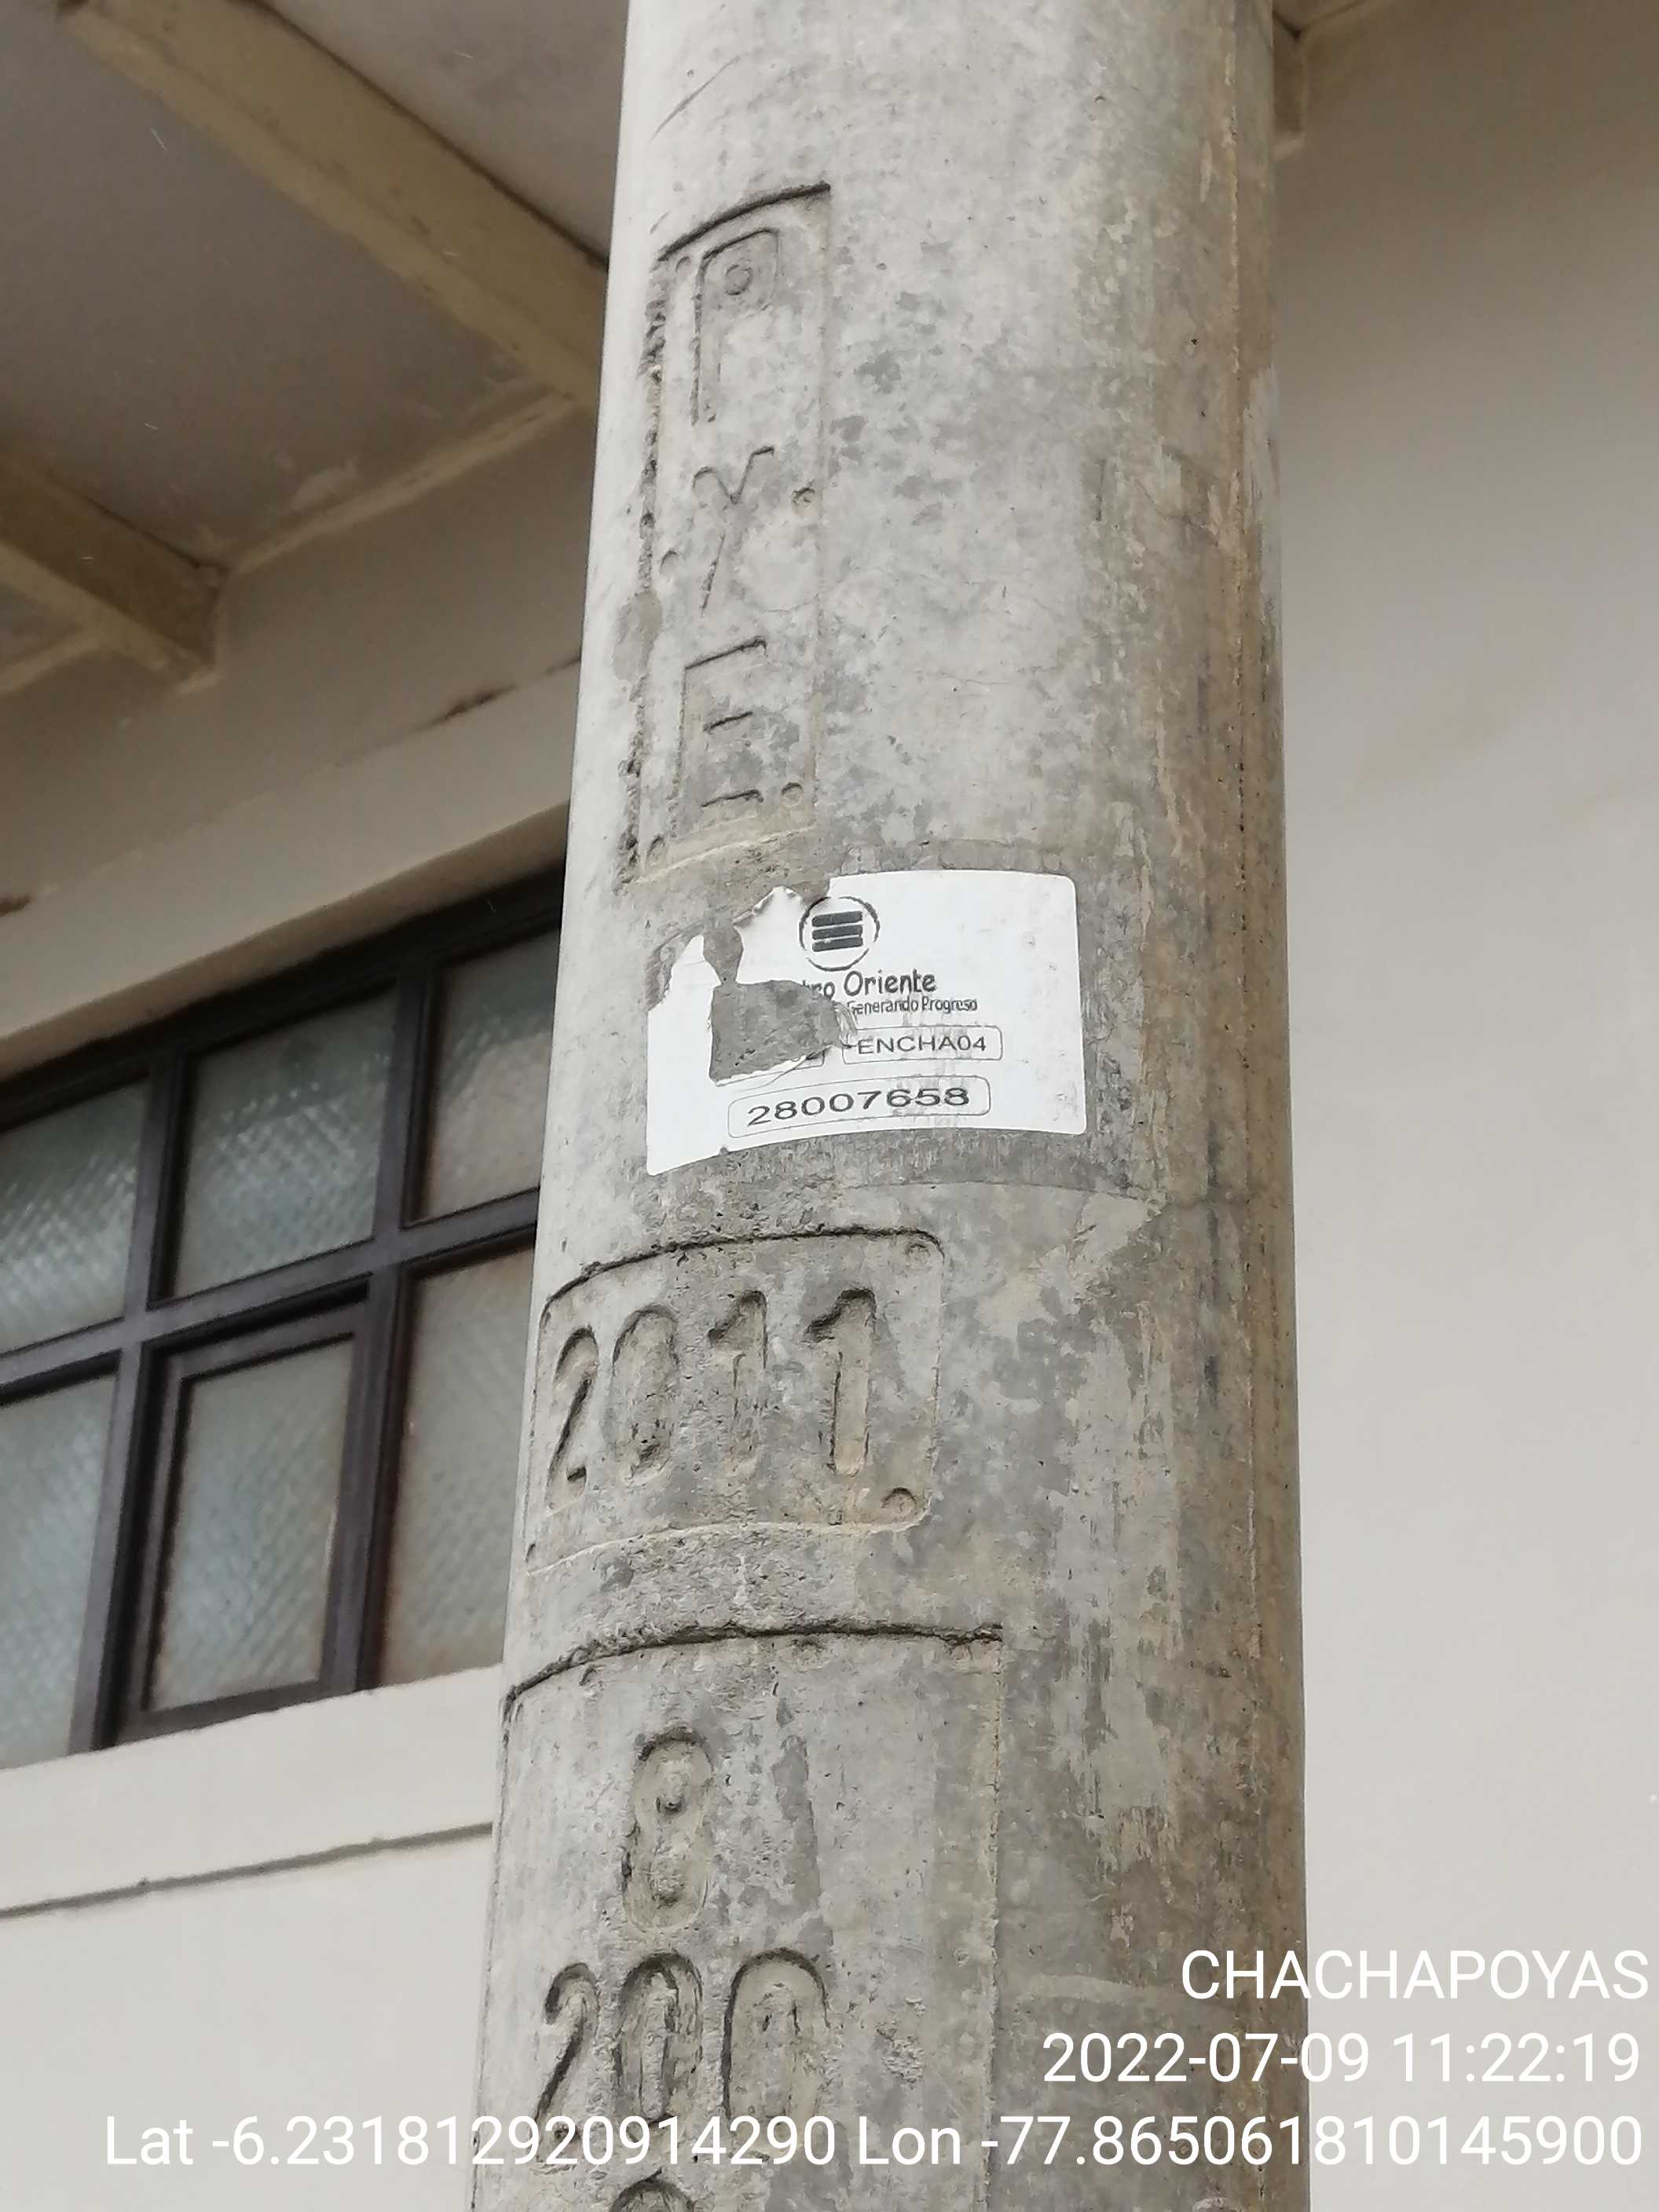 P
Y
E
Oriente
Generando Progreso
ENCHA04
28007658
2011
8
200
CHACHAPOYAS
2022-07-09 11:22:19
Lat -6.231812920914290 Lon -77.865061810145900